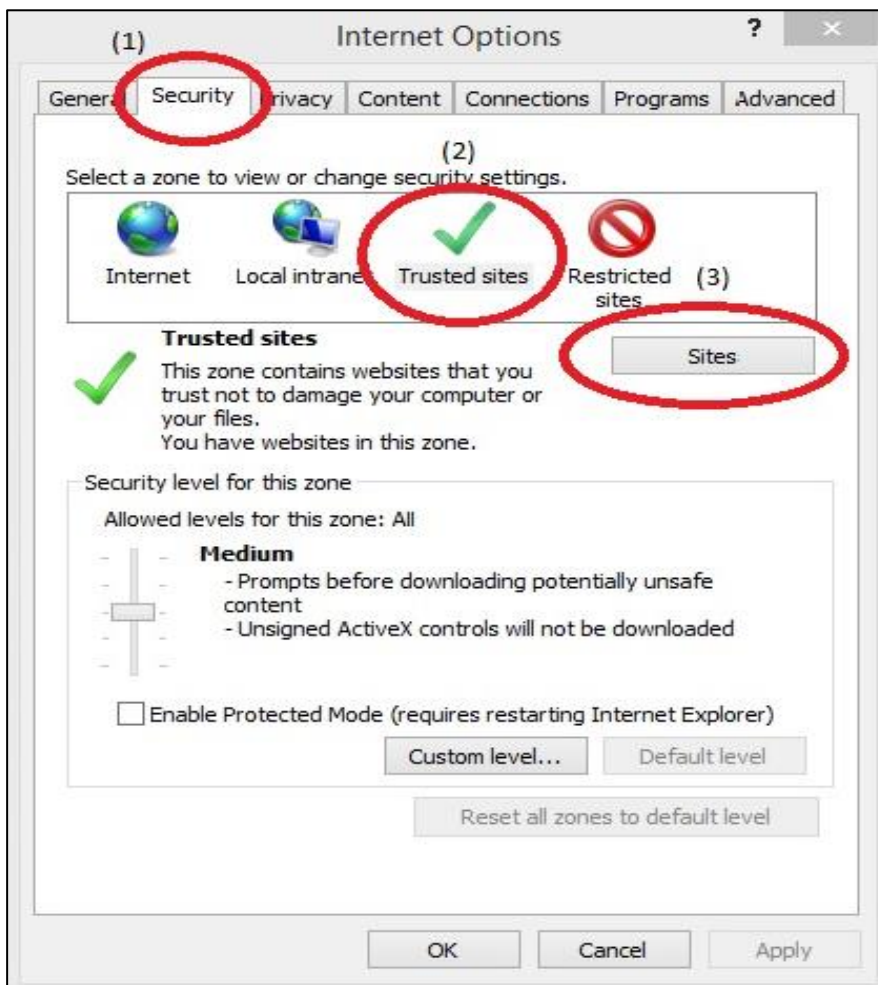 (1)
Internet Options
?
General Security Privacy Content Connections Programs Advanced
(2)
Select a zone to view or change security settings.
Internet Local intranet Trusted sites Restricted
sites
(3)
Trusted sites
Sites
This zone contains websites that you
trust not to damage your computer or
your files.
You have websites in this zone.
Security level for this zone
Allowed levels for this zone: All
Medium
- Prompts before downloading potentially unsafe
content
- Unsigned ActiveX controls will not be downloaded
Enable Protected Mode (requires restarting Internet Explorer)
Custom level... Default level
Reset all zones to default level
OK Cancel Apply